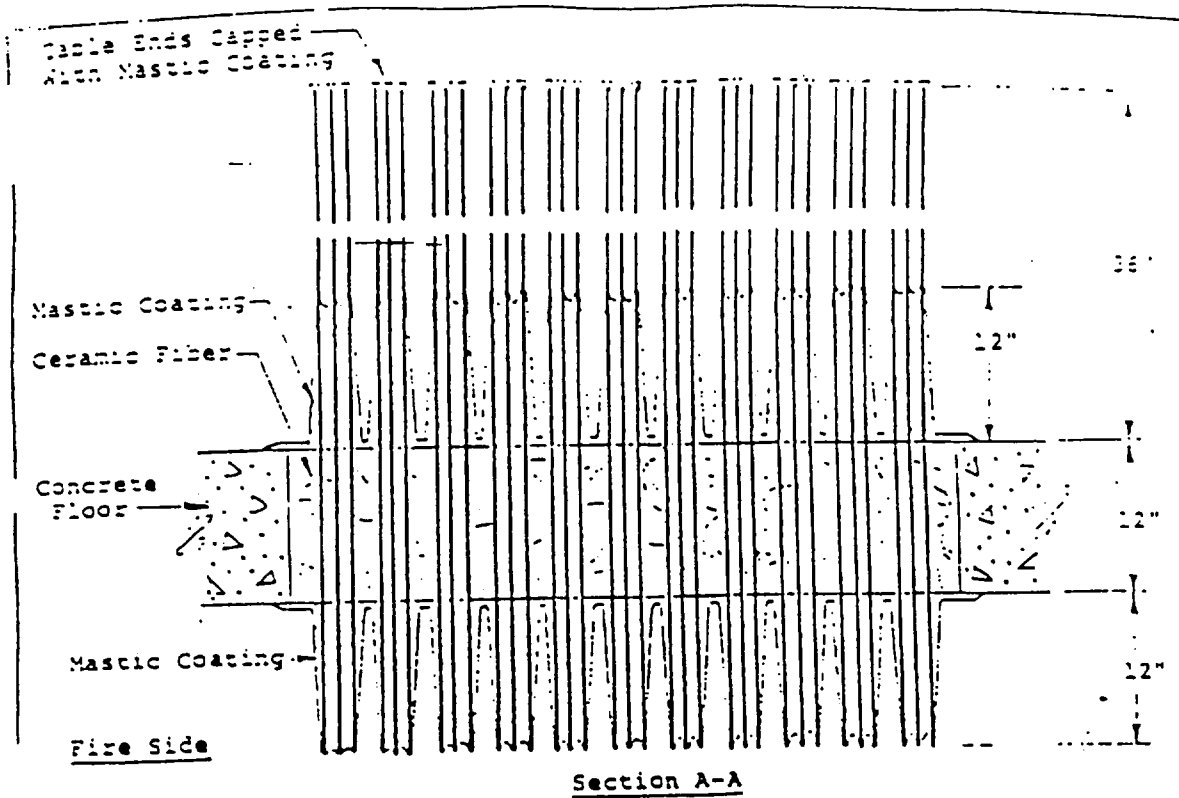 Cable Ends Capped
With Mastic Coating
36"
Mastic Coating
12"
Ceramic Fiber
Concrete
Floor
12"
Mastic Coating
12"
Fire Side
Section A-A